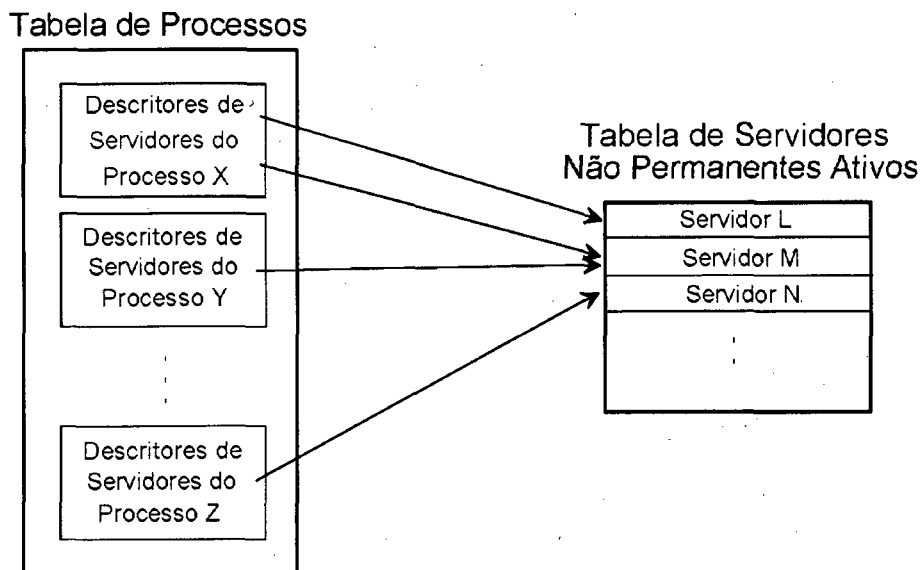 Tabela de Processos
Descritores de
Servidores do
Processo X
Descritores de
Servidores do
Processo Y
Descritores de
Servidores do
Processo Z
Tabela de Servidores
Não Permanentes Ativos
Servidor L
Servidor M
Servidor N